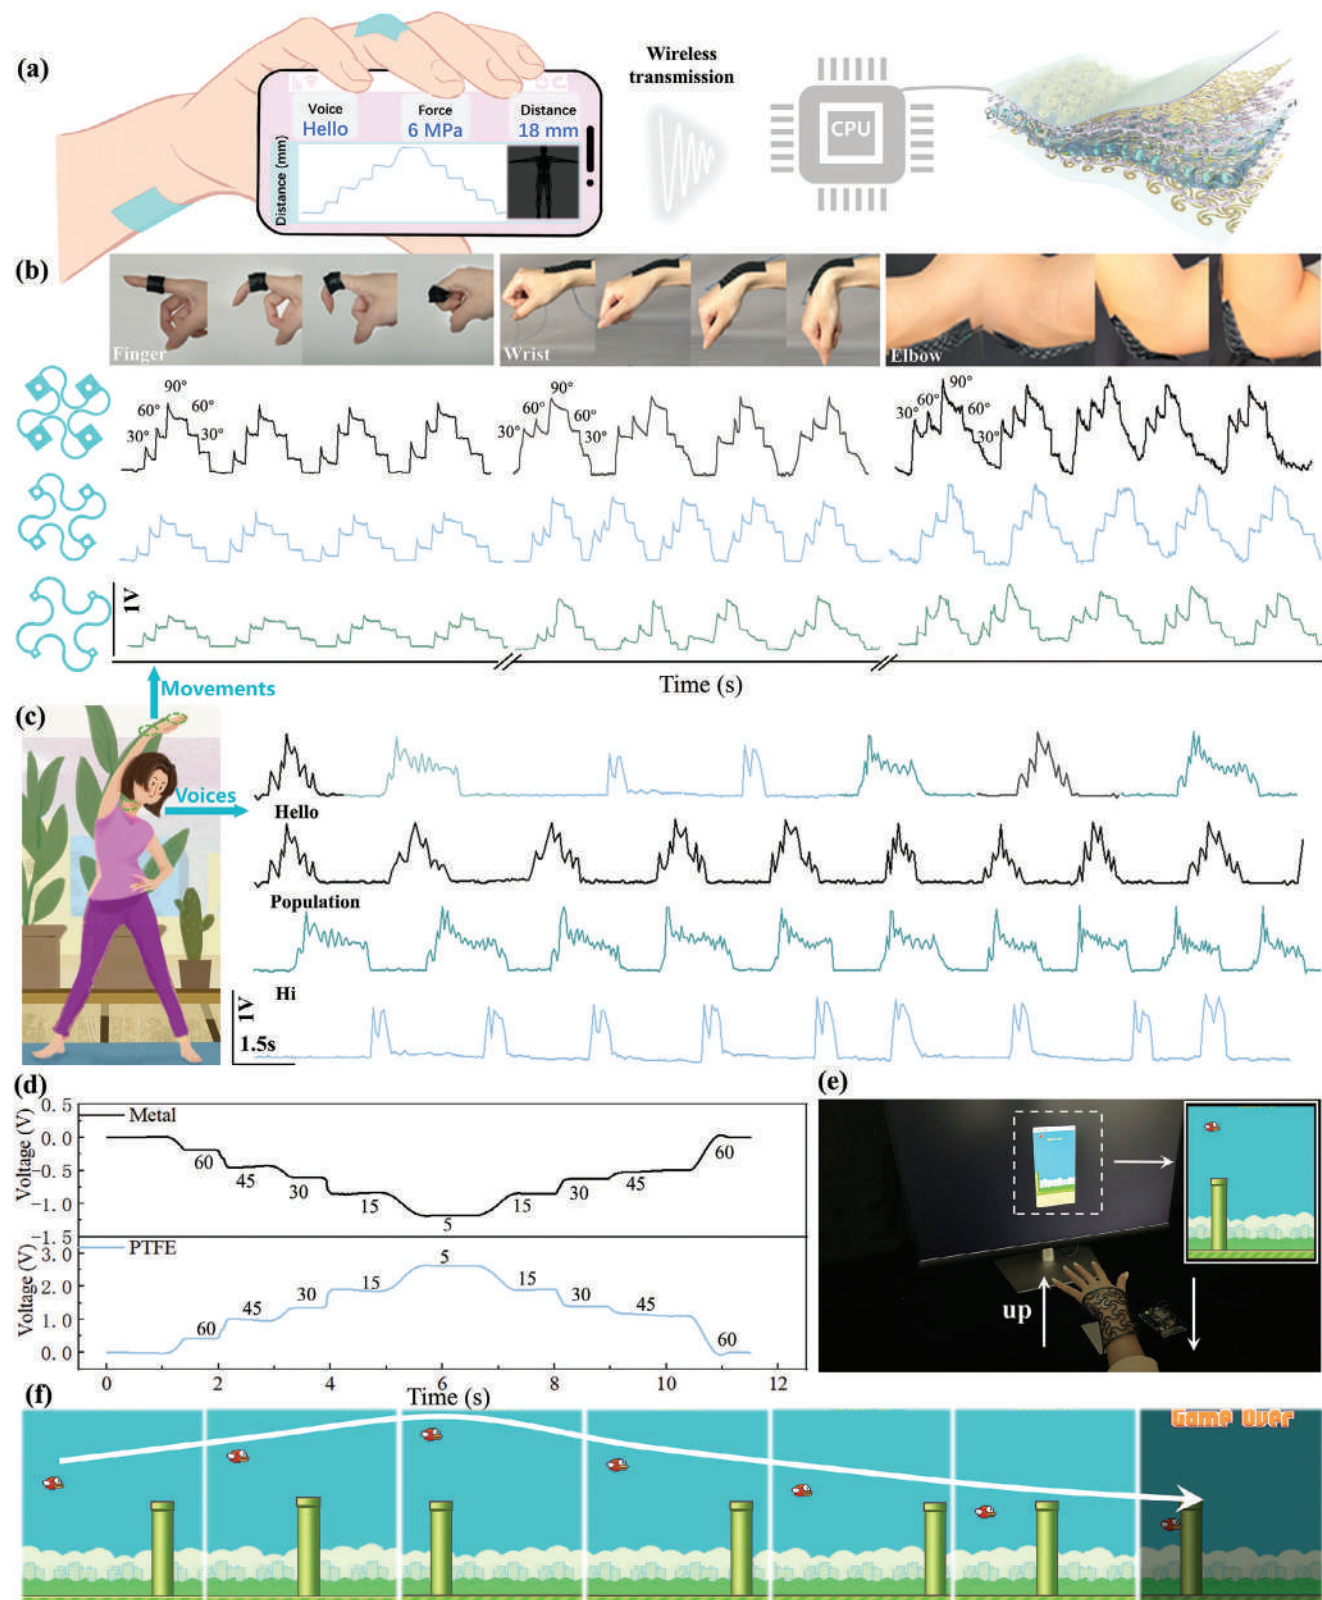 (a)
Voice
Hello
Force
6 MPa
Distance
18 mm
Distance (mm)
Wireless
transmission
CPU
(b)
Finger
Wrist
Elbow
30°
60°
90°
60°
30°
30°
60°
90°
60°
30°
30°
60°
90°
60°
30°
1V
Time (s)
Movements
(c)
Voices
Hello
Population
Hi
1V
1.5s
(d)
Voltage (V)
0.5
0.0
-0.5
-1.0
-1.5
Metal
60
45
30
15
5
15
30
45
60
Voltage (V)
3.0
2.0
1.0
0.0
PTFE
60
45
30
15
5
15
30
45
60
0
2
4
6
8
10
12
Time (s)
(e)
up
(f)
Game Over